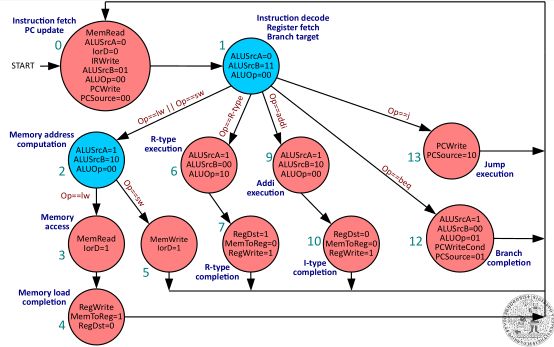 Instruction fetch
PC update
0
MemRead
ALUSrcA=0
IorD=0
IRWrite
ALUSrcB=01
ALUOp=00
PCWrite
PCSource=00
START
Instruction decode
Register fetch
Branch target
1
ALUSrcA=0
ALUSrcB=11
ALUOp=00
Op==lw || Op==sw
Op==R-type
Op==addi
Op==j
Op==beq
Memory address
computation
2
ALUSrcA=1
ALUSrcB=10
ALUOp=00
R-type
execution
6
ALUSrcA=1
ALUSrcB=00
ALUOp=10
9
ALUSrcA=1
ALUSrcB=10
ALUOp=00
Addi
execution
13
PCWrite
PCSource=10
Jump
execution
Op==lw
Op==sw
Memory
access
3
MemRead
IorD=1
5
MemWrite
IorD=1
7
RegDst=1
MemToReg=0
RegWrite=1
R-type
completion
10
RegDst=0
MemToReg=0
RegWrite=1
I-type
completion
12
ALUSrcA=1
ALUSrcB=00
ALUOp=01
PCWriteCond
PCSource=01
Branch
completion
Memory load
completion
4
RegWrite
MemToReg=1
RegDst=0